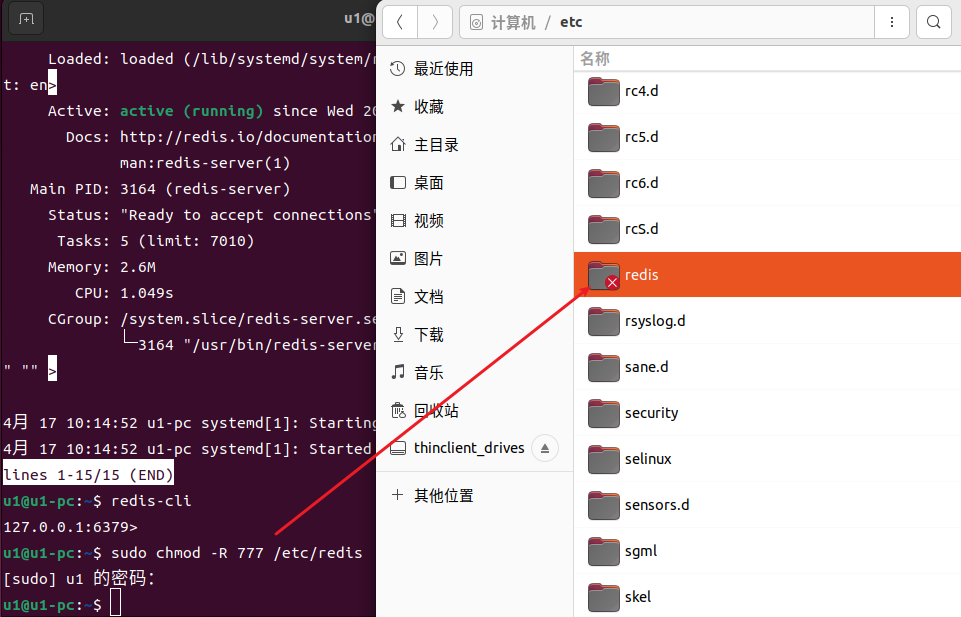 u1@
Loaded: loaded (/lib/systemd/system/
t: en>
Active: active (running) since Wed 20
Docs: http://redis.io/documentation
man:redis-server(1)
Main PID: 3164 (redis-server)
Status: "Ready to accept connections"
Tasks: 5 (limit: 7010)
Memory: 2.6M
CPU: 1.049s
CGroup: /system.slice/redis-server.se
└─3164 "/usr/bin/redis-server
" "" >
4月 17 10:14:52 u1-pc systemd[1]: Starting
4月 17 10:14:52 u1-pc systemd[1]: Started
lines 1-15/15 (END)
u1@u1-pc:~$ redis-cli
127.0.0.1:6379>
u1@u1-pc:~$ sudo chmod -R 777 /etc/redis
[sudo] u1 的密码：
u1@u1-pc:~$
计算机 / etc
最近使用
收藏
主目录
桌面
视频
图片
文档
下载
音乐
回收站
thinclient_drives
+ 其他位置
名称
rc4.d
rc5.d
rc6.d
rcS.d
redis
rsyslog.d
sane.d
security
selinux
sensors.d
sgml
skel